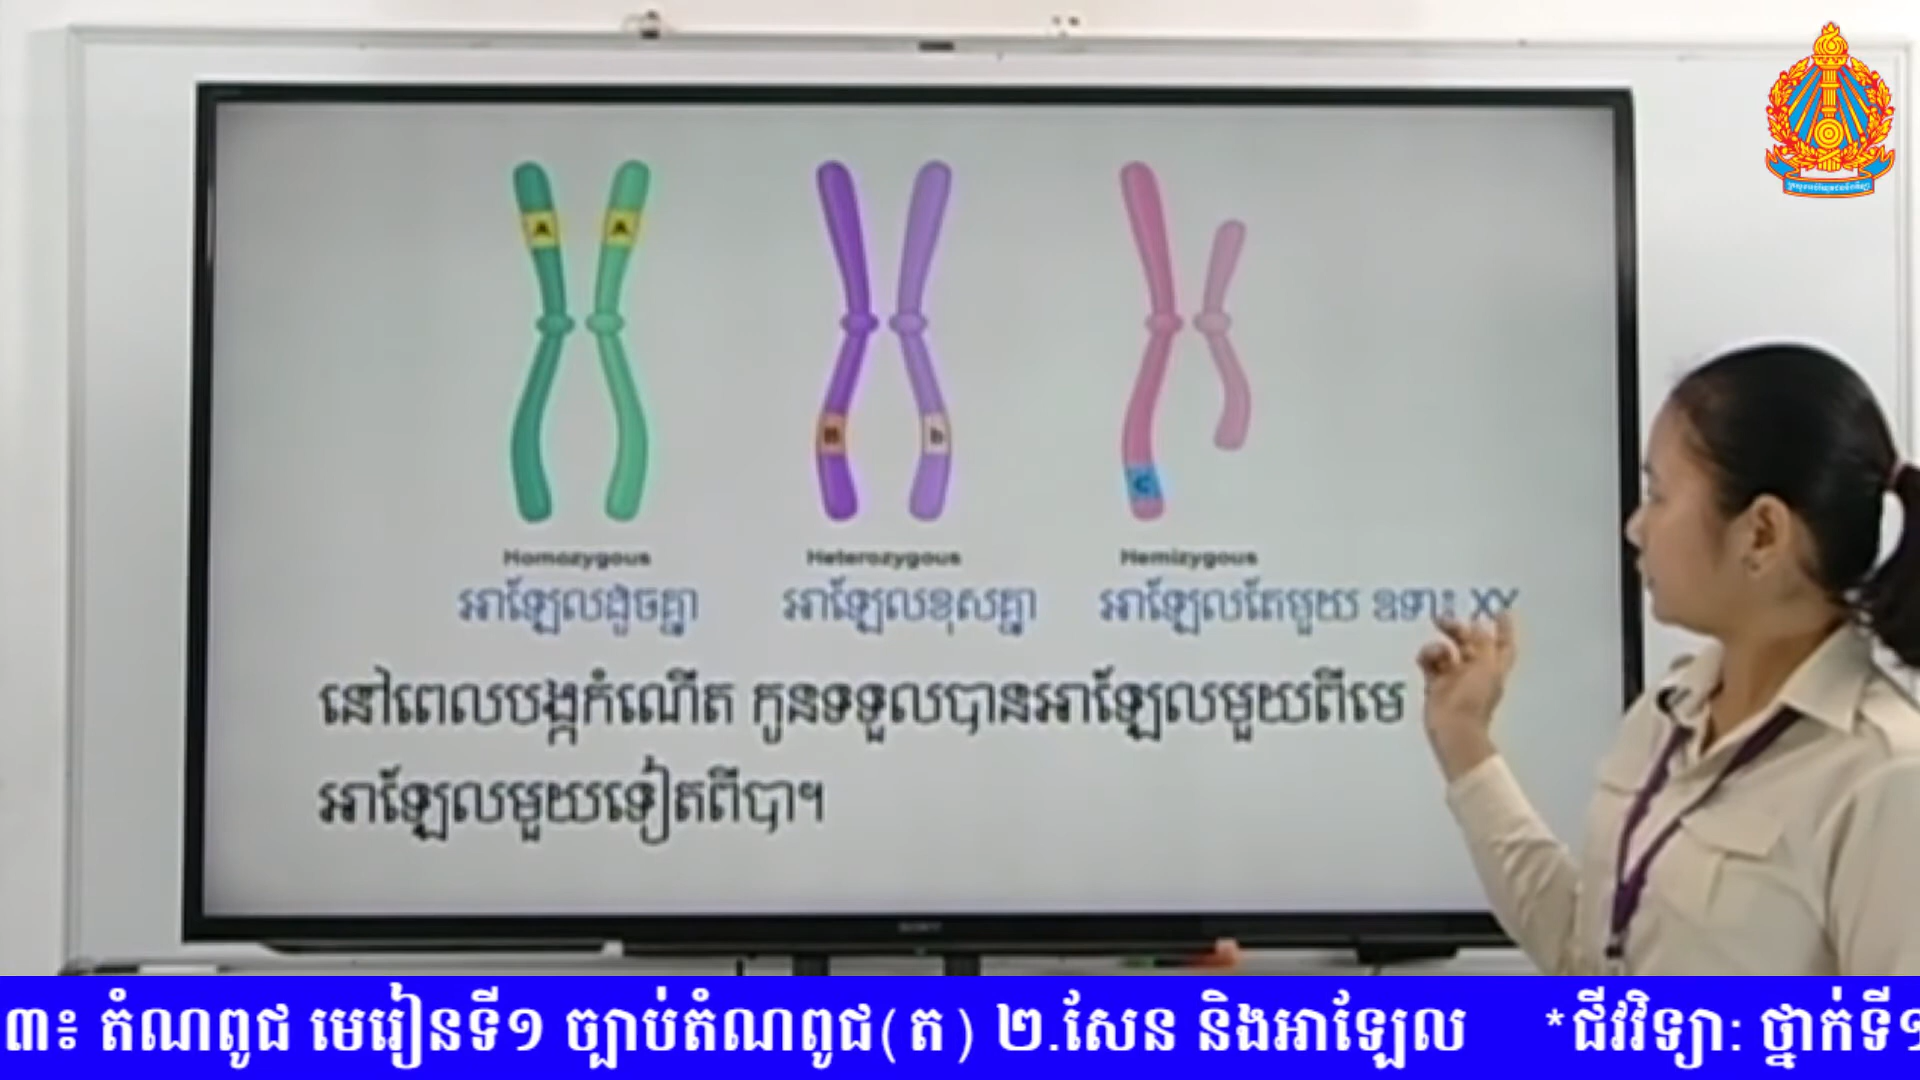 A A
B b
C
Homozygous Heterozygous Hemizygous
អាឡែលដូចគ្នា អាឡែលខុសគ្នា អាឡែលតែមួយ ឧទាះ XY
នៅពេលបង្កកំណើត កូនទទួលបានអាឡែលមួយពីមេ
អាឡែលមួយទៀតពីបា។
SONY
៣៖ តំណពូជ មេរៀនទី១ ច្បាប់តំណពូជ(ត) ២.សែន និងអាឡែល *ជីវវិទ្យា: ថ្នាក់ទី១